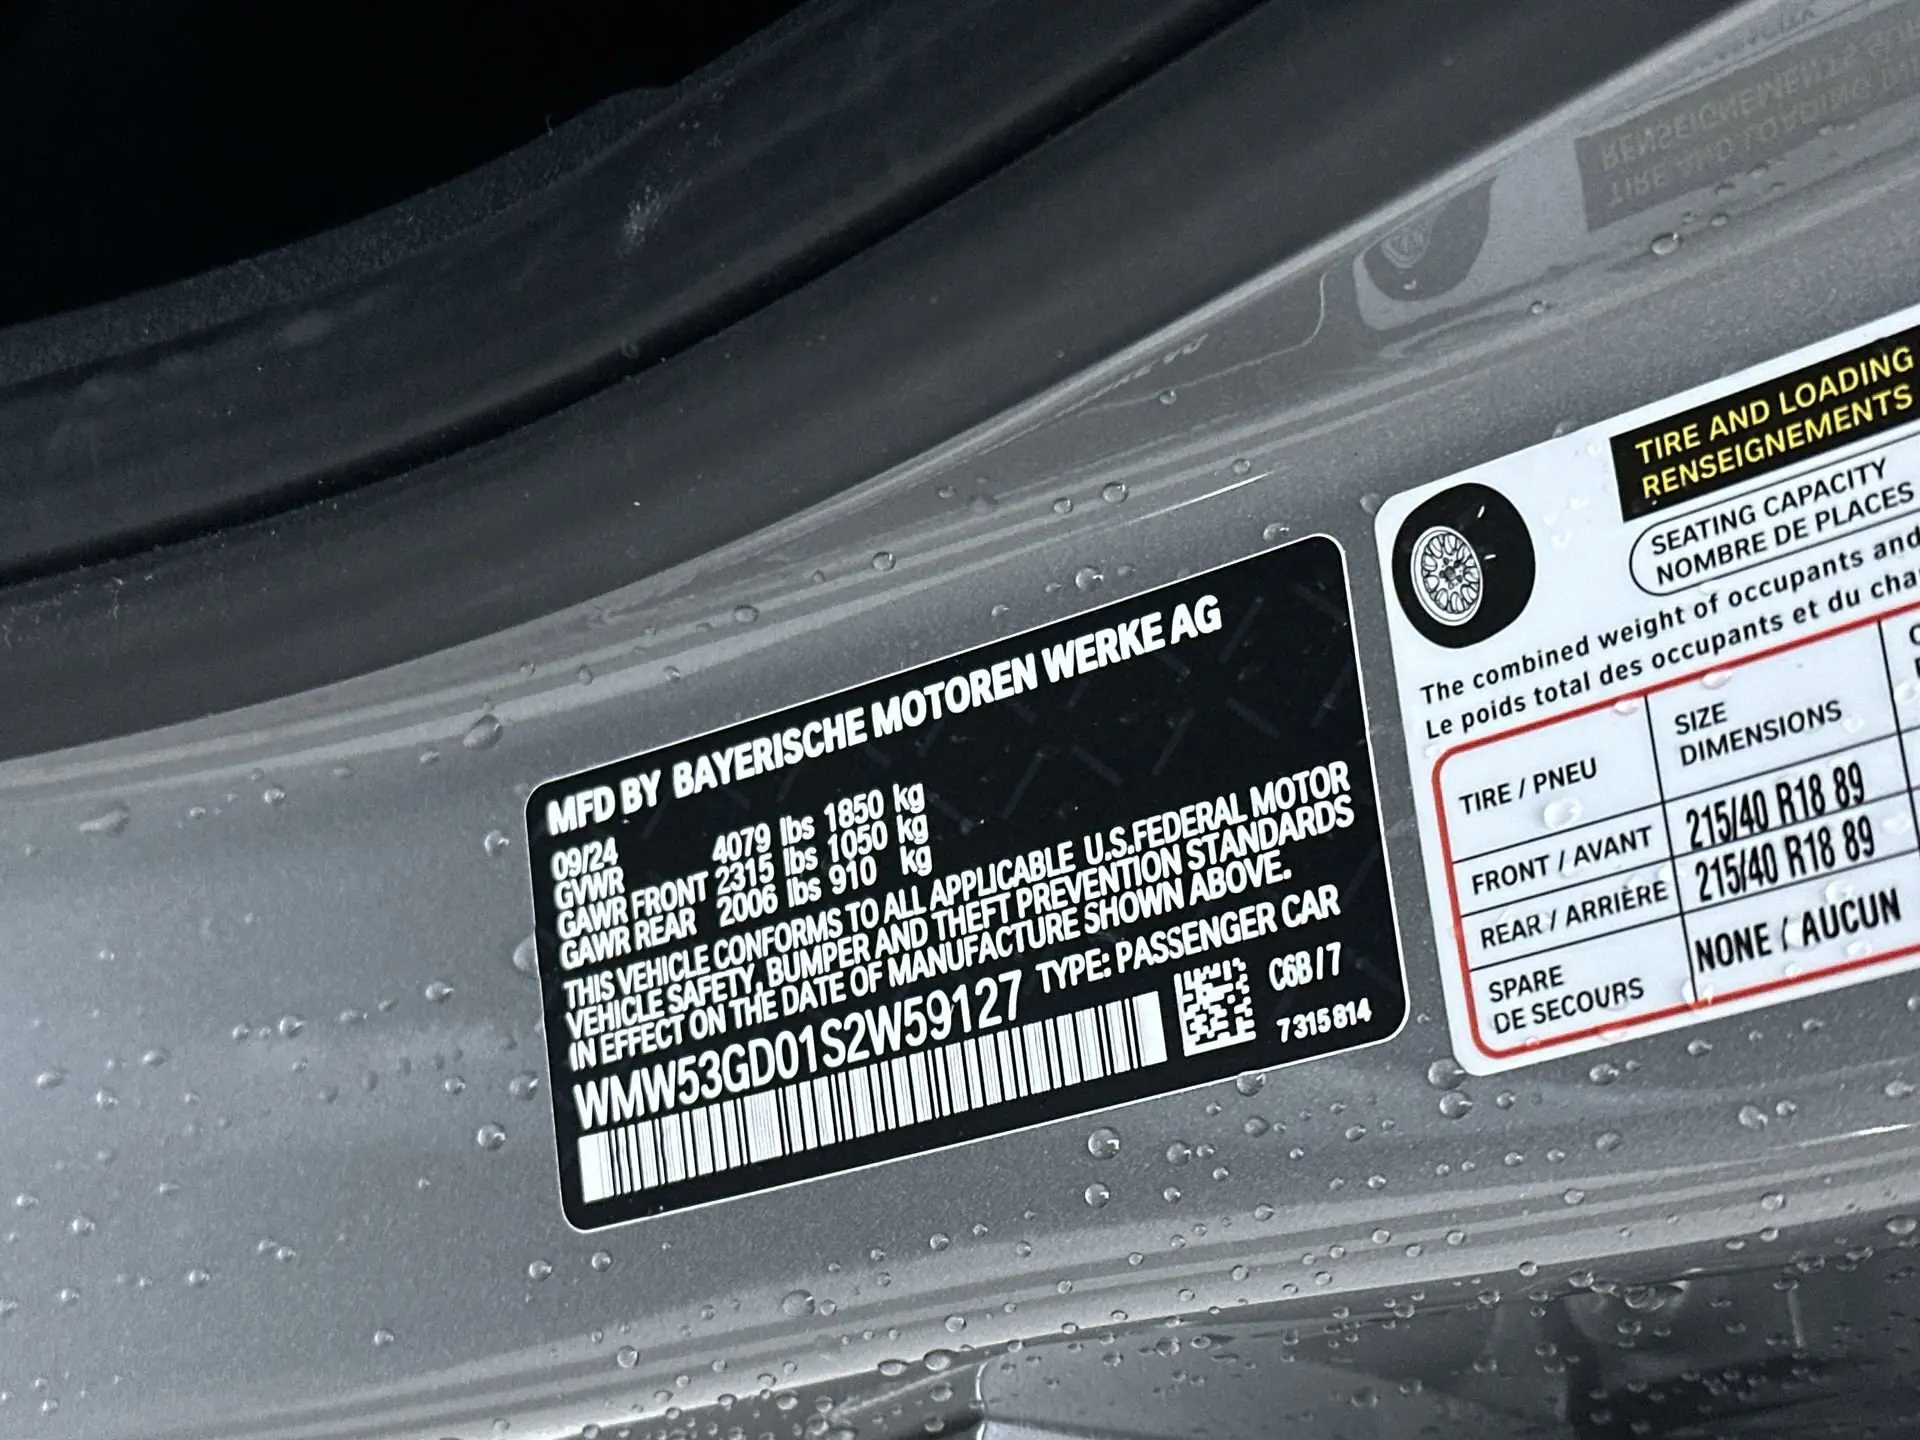 MFD BY BAYERISCHE MOTOREN WERKE AG
09/24
GVWR 4079 lbs 1850 kg
GAWR FRONT 2315 lbs 1050 kg
GAWR REAR 2006 lbs 910 kg
THIS VEHICLE CONFORMS TO ALL APPLICABLE U.S.FEDERAL MOTOR
VEHICLE SAFETY, BUMPER AND THEFT PREVENTION STANDARDS
IN EFFECT ON THE DATE OF MANUFACTURE SHOWN ABOVE.
WMW53GD01S2W59127 TYPE: PASSENGER CAR
C6B/7
7315814
TIRE AND LOADING
RENSEIGNEMENTS
SEATING CAPACITY
NOMBRE DE PLACES
The combined weight of occupants and
Le poids total des occupants et du
TIRE / PNEU
SIZE
DIMENSIONS
FRONT / AVANT 215/40 R18 89
REAR / ARRIÈRE 215/40 R18 89
SPARE
DE SECOURS
NONE / AUCUN